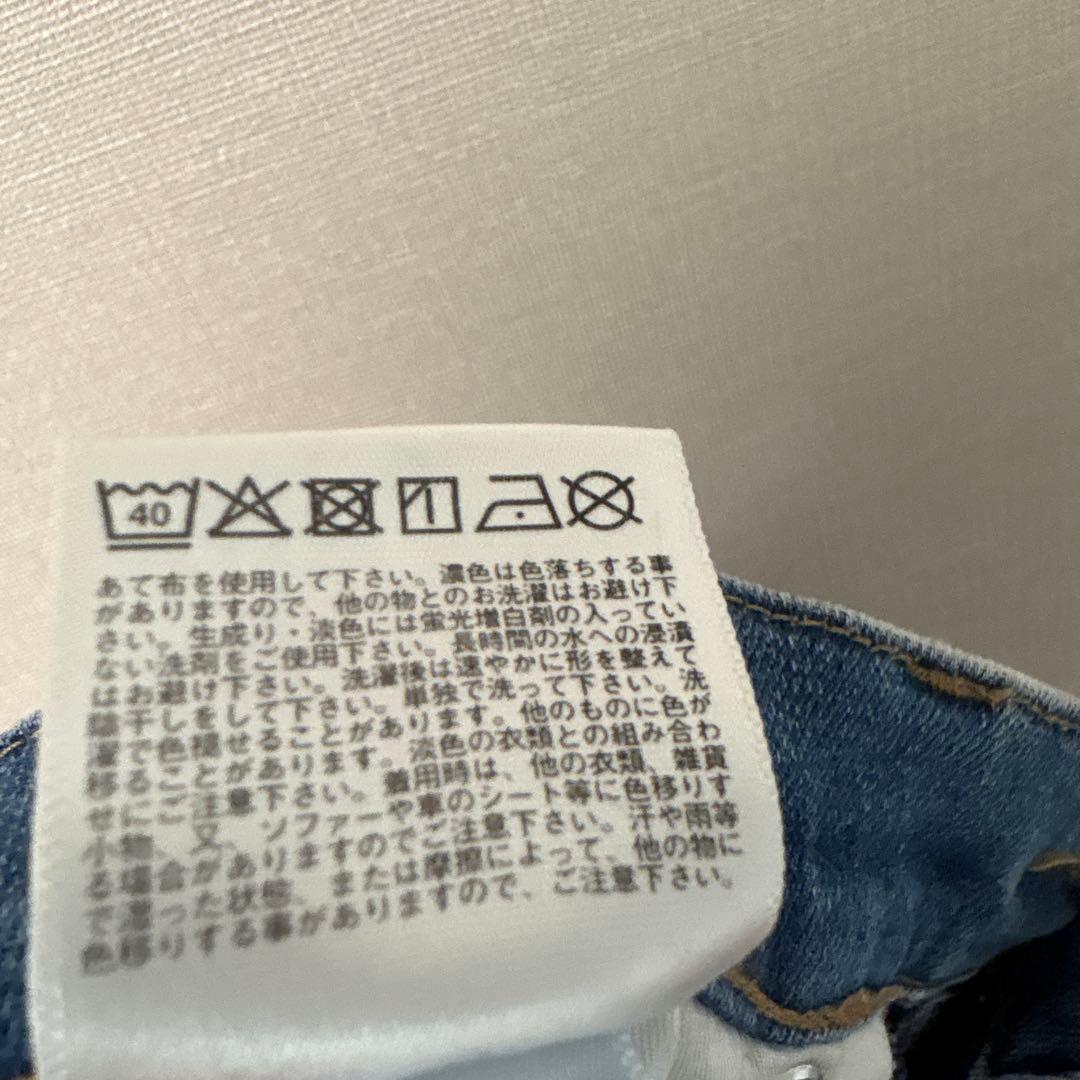 40
あて布を使用して下さい。濃色は色落ちする事
がありますので、他の物とのお洗濯はお避け下
さい。生成り・淡色には蛍光増白剤の入ってい
ない洗剤をご使用下さい。長時間の水への浸漬
はお避け下さい。洗濯後は速やかに形を整えて
陰干しをして下さい。単独で洗って下さい。洗
濯で色褪せることがあります。他のものに色が
移ることがあります。淡色の衣類との組み合わ
せにご注意下さい。着用時は、他の衣類、雑貨
小物、又、ソファーや車のシート等に色移りす
る場合がありますのでご注意下さい。汗や雨等
で湿った状態、または摩擦によって、他の物に
色移りする事がありますので、ご注意下さい。